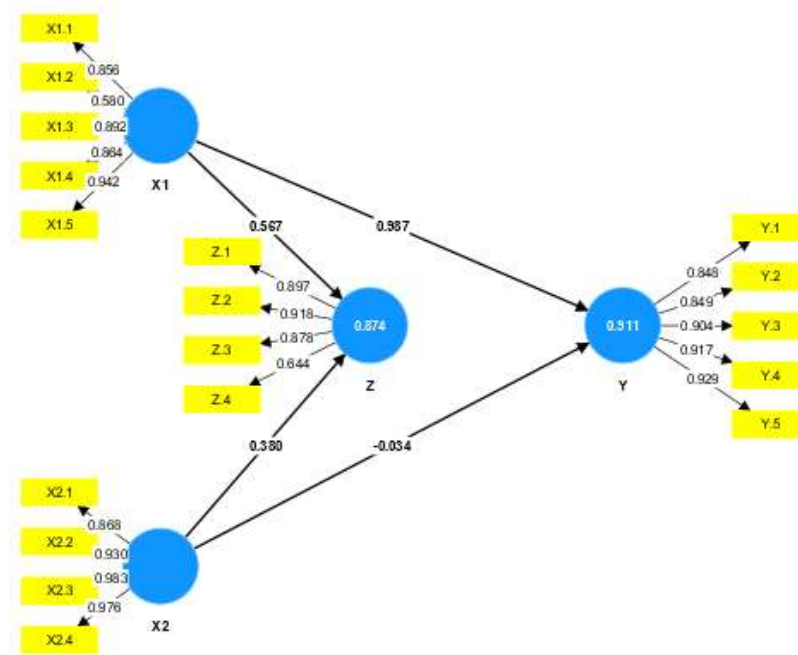 X1.1
0.856
X1.2
0.580
X1.3
0.892
X1.4
0.864
0.942
X1.5
X1
0.567
0.987
Z.1
0.897
Z.2
0.918
Z.3
0.878
Z.4
0.644
0.874
Z
Y.1
0.848
Y.2
0.849
0.911
0.904
Y.3
0.917
Y.4
0.929
Y.5
Y
0.380
-0.034
X2.1
0.868
X2.2
0.930
X2.3
0.983
0.976
X2.4
X2